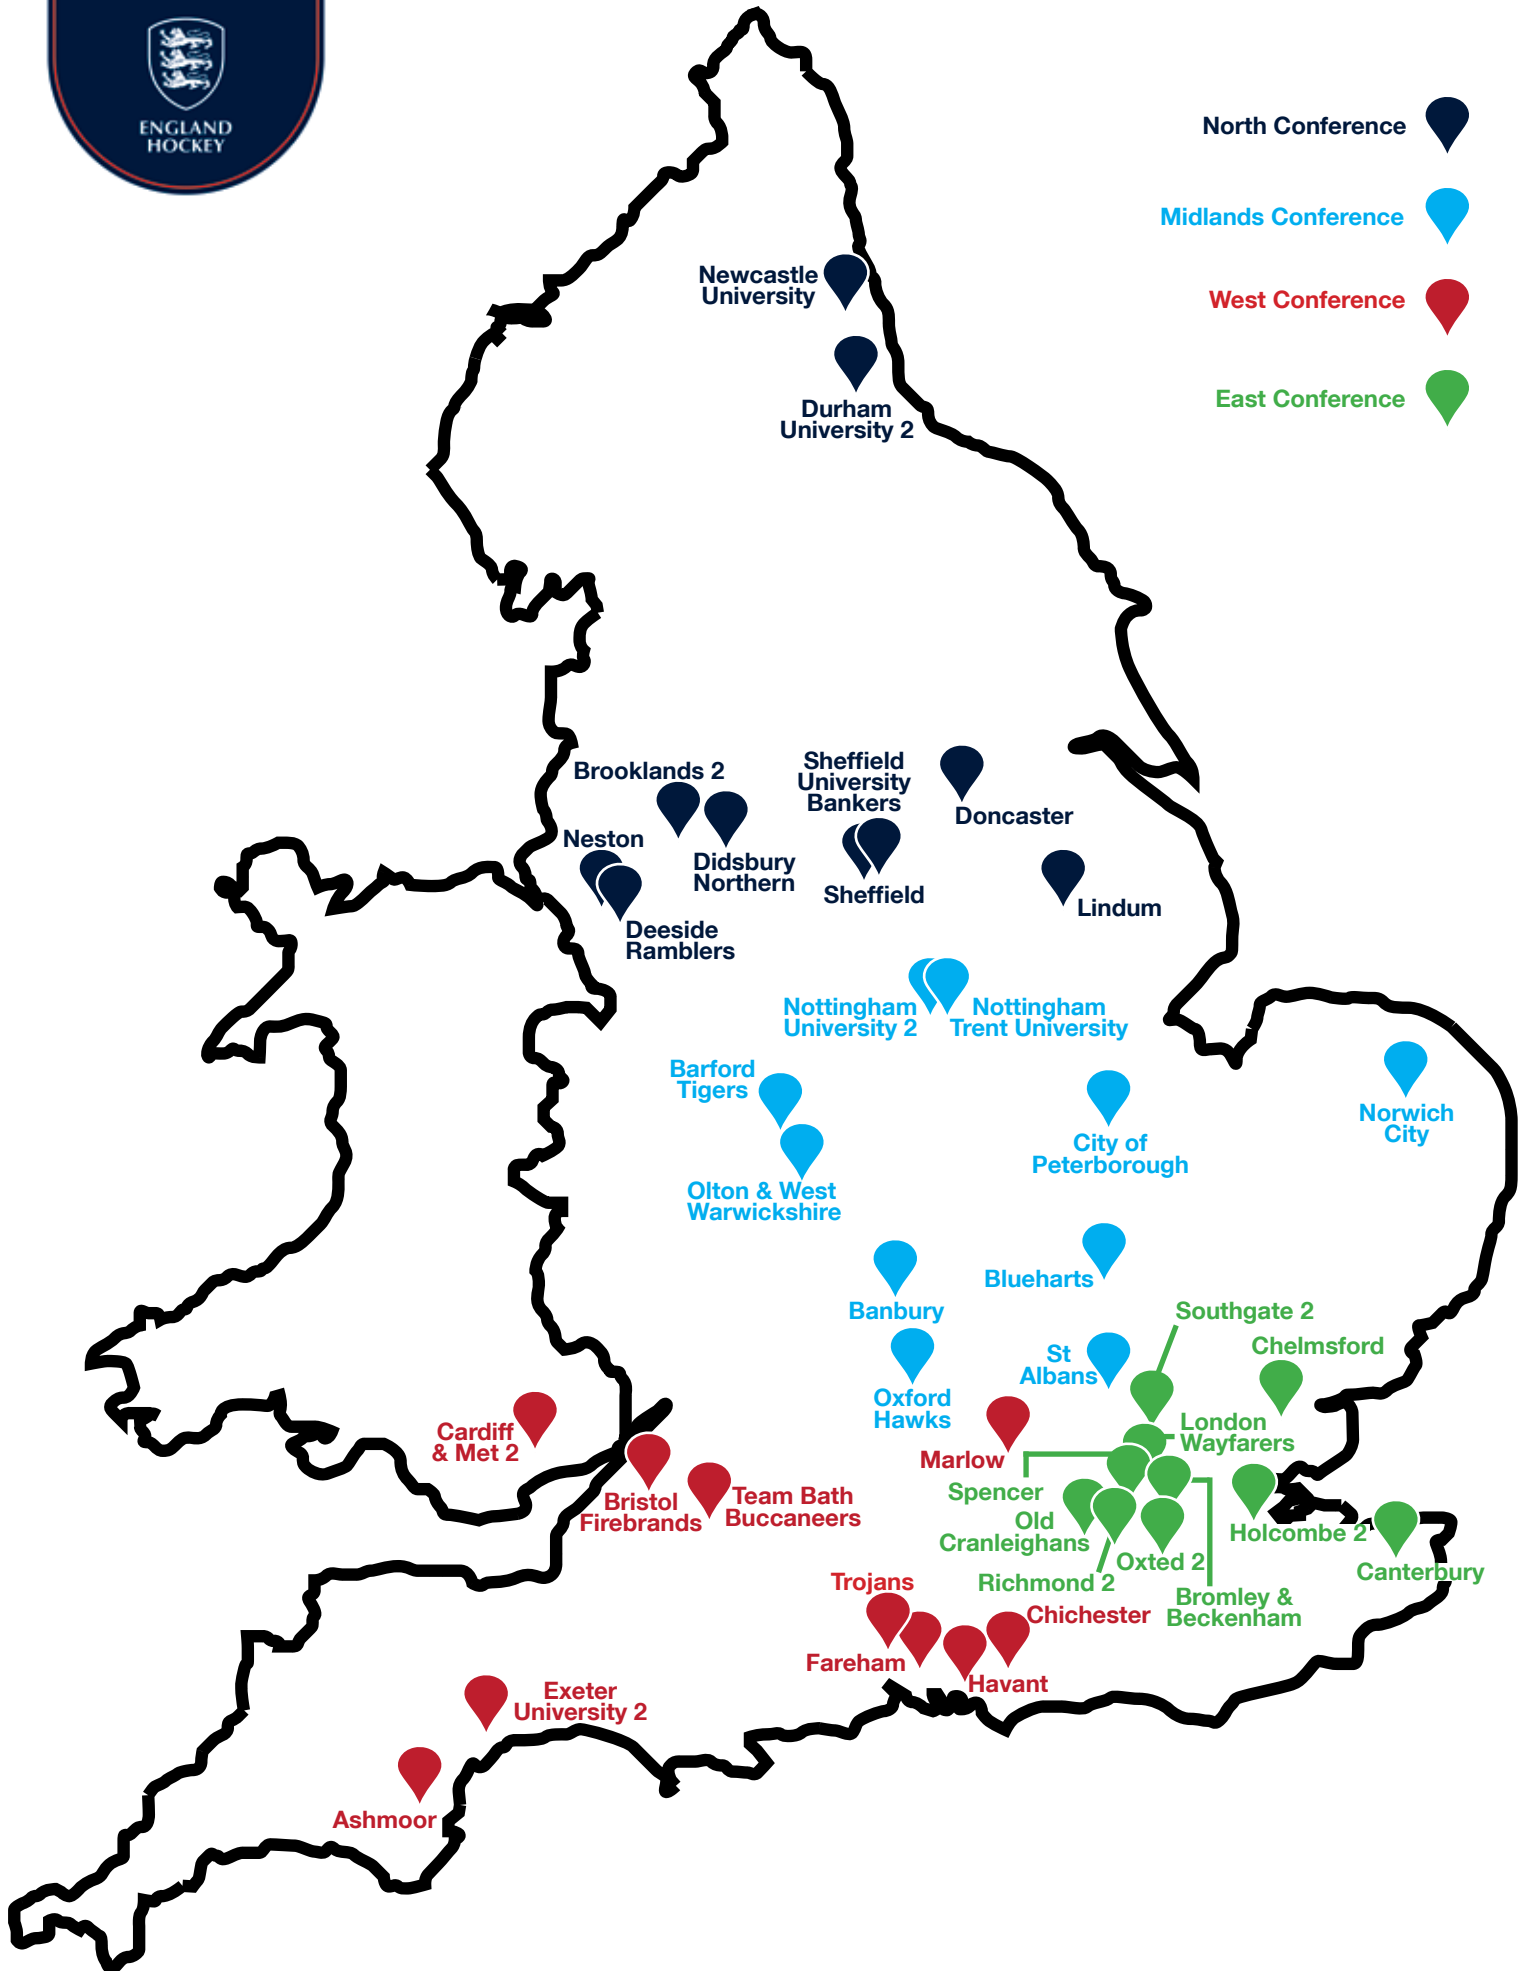 ENGLAND
HOCKEY
North Conference
Midlands Conference
West Conference
East Conference
Newcastle
University
Durham
University 2
Brooklands 2
Sheffield
University
Bankers
Doncaster
Neston
Didsbury
Northern
Sheffield
Lindum
Deeside
Ramblers
Nottingham
University 2
Nottingham
Trent University
Barford
Tigers
Norwich
City
City of
Peterborough
Olton & West
Warwickshire
Blueharts
Banbury
Southgate 2
Chelmsford
St
Albans
Oxford
Hawks
Cardiff
& Met 2
London
Wayfarers
Marlow
Spencer
Bristol
Firebrands
Team Bath
Buccaneers
Old
Cranleighans
Holcombe 2
Oxted 2
Canterbury
Richmond 2
Trojans
Bromley &
Beckenham
Chichester
Fareham
Havant
Exeter
University 2
Ashmoor